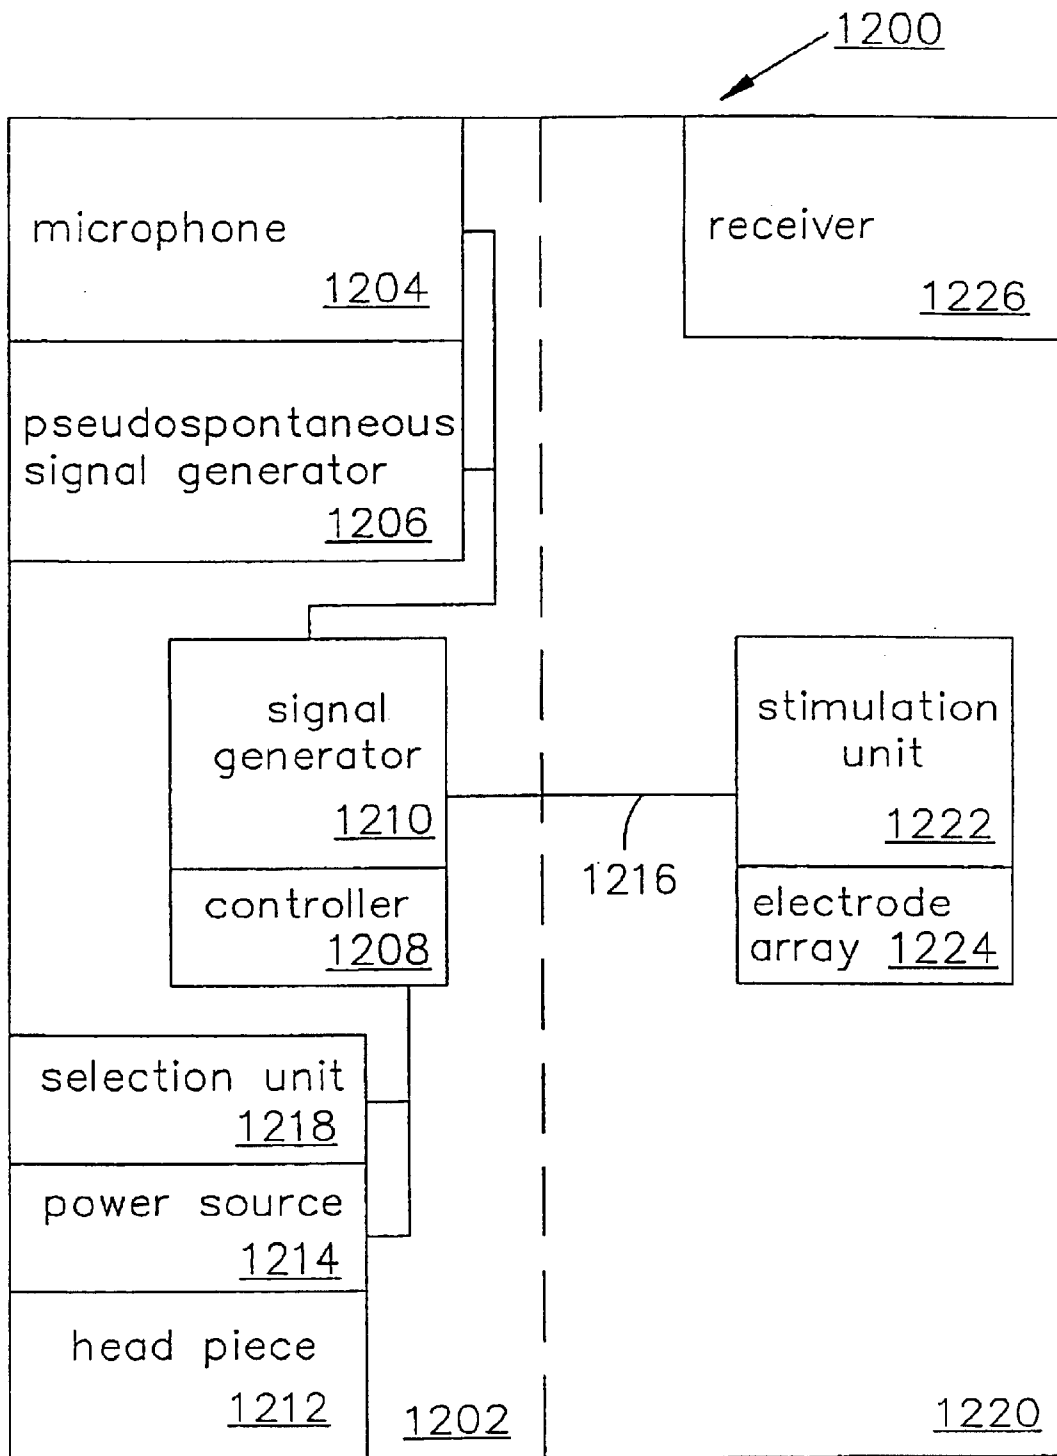 1200
microphone
1204
receiver
1226
pseudospontaneous
signal generator
1206
signal
generator
1210
controller
1208
1216
stimulation
unit
1222
electrode
array 1224
selection unit
1218
power source
1214
head piece
1212
1202
1220